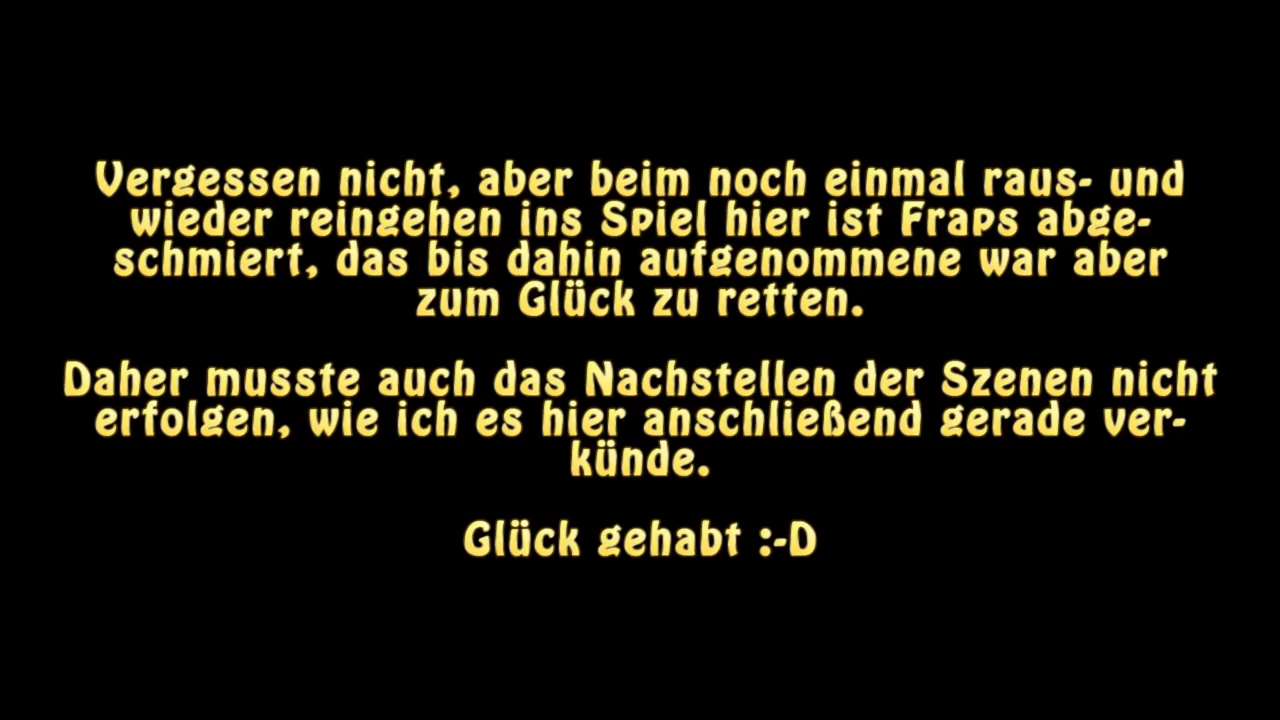 Vergessen nicht, aber beim noch einmal raus- und
wieder reingehen ins Spiel hier ist Fraps abge-
schmiert, das bis dahin aufgenommene war aber
zum Glück zu retten.
Daher musste auch das Nachstellen der Szenen nicht
erfolgen, wie ich es hier anschließend gerade ver-
künde.
Glück gehabt :-D